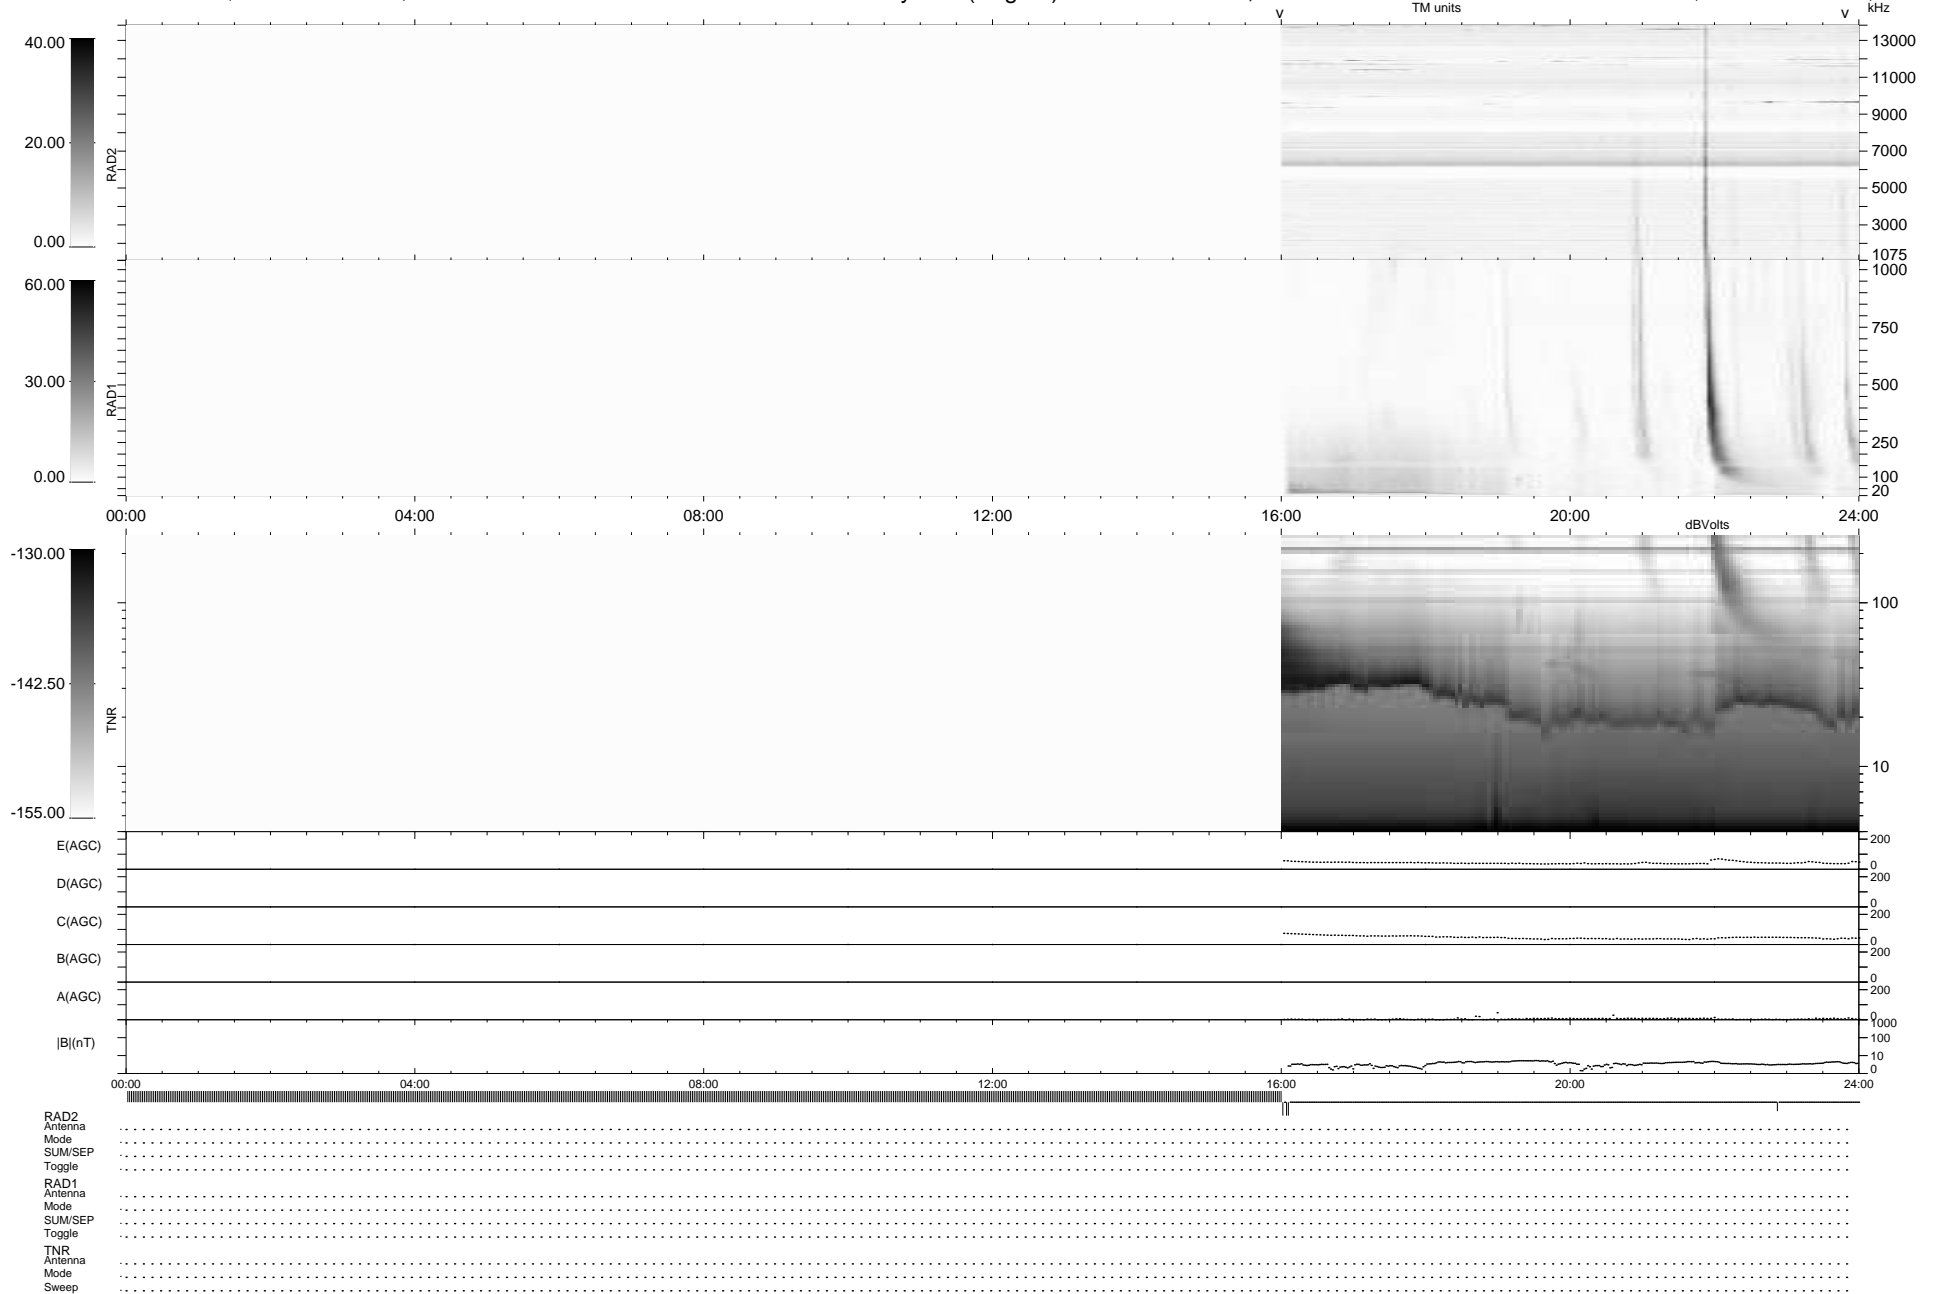 v TM units v kHz
40.00
20.00
0.00
RAD2
13000
11000
9000
7000
5000
3000
1075
60.00
30.00
0.00
RAD1
1000
750
500
250
100
20
00:00 04:00 08:00 12:00 16:00 20:00 24:00
dBVolts
-130.00
-142.50
-155.00
TNR
100
10
E(AGC) 200
0
D(AGC) 200
0
C(AGC) 200
0
B(AGC) 200
0
A(AGC) 200
0
|B|(nT) 1000
100
10
0
00:00 04:00 08:00 12:00 16:00 20:00 24:00
RAD2
Antenna
Mode
SUM/SEP
Toggle
RAD1
Antenna
Mode
SUM/SEP
Toggle
TNR
Antenna
Mode
Sweep